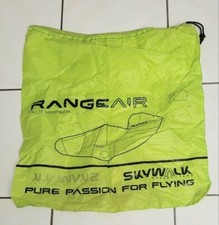 RANGEAIR
SKYWALK
SKYWALK
PURE PASSION FOR FLYING